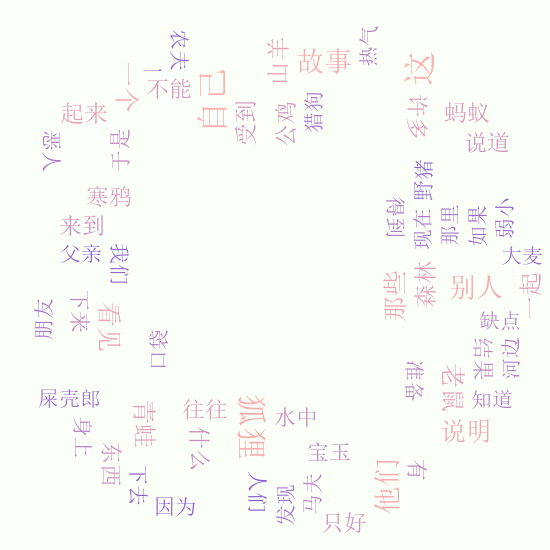 农夫
一
不能
自己
一个
起来
受到
山羊
故事
热气
公鸡
猎狗
这
许多
蚂蚁
说道
恶人
于是
寒鸦
来到
父亲
我们
得到
现在
野猪
那里
如果
弱小
大麦
一起
那些
森林
别人
缺点
朋友
下来
看见
口袋
结果
河边
准备
老鼠
知道
说明
屎壳郎
身上
东西
青蛙
下去
因为
往往
什么
狐狸
水中
宝玉
人们
发现
马夫
只好
他们
有